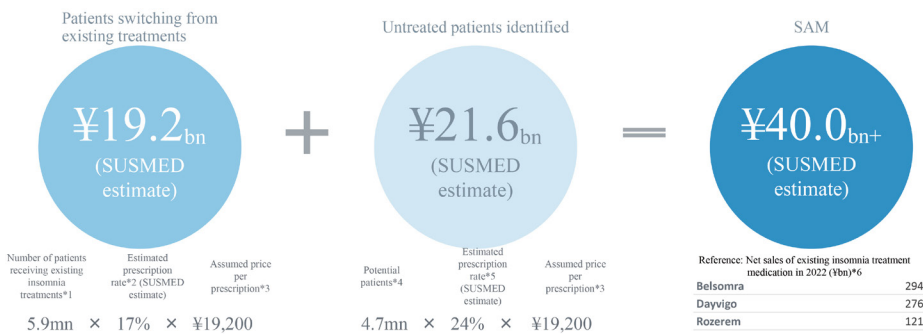 Patients switching from
existing treatments
¥19.2bn
(SUSMED
estimate)
+
Untreated patients identified
¥21.6bn
(SUSMED
estimate)
=
SAM
¥40.0bn+
(SUSMED
estimate)
Number of patients
receiving existing
insomnia
treatments*1
Estimated
prescription
rate*2 (SUSMED
estimate)
Assumed price
per
prescription*3
5.9mn × 17% × ¥19,200
Potential
patients*4
Estimated
prescription
rate*5
(SUSMED
estimate)
Assumed price
per
prescription*3
4.7mn × 24% × ¥19,200
Reference: Net sales of existing insomnia treatment
medication in 2022 (¥bn)*6
Belsomra 294
Dayvigo 276
Rozerem 121